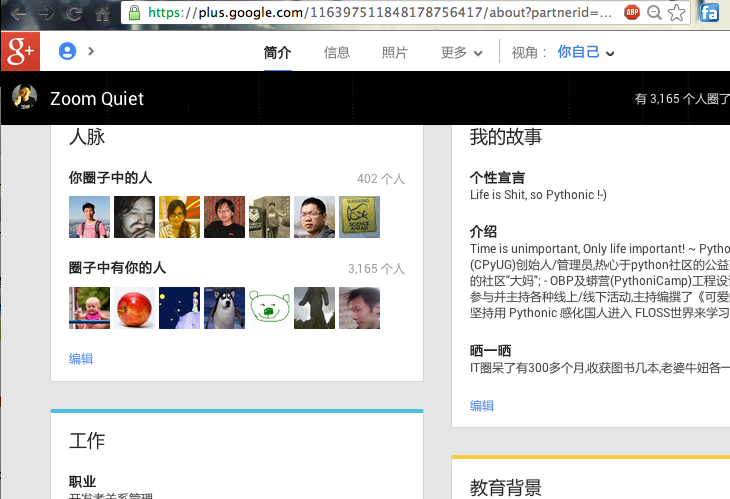 https://plus.google.com/116397511848178756417/about?partnerid=...
ABP
fa
g+
简介
信息
照片
更多
视角：
你自己
Zoom Quiet
有 3,165 个人圈了
人脉
你圈子中的人
402 个人
WARNING
SCIENCE
AHEAD
圈子中有你的人
3,165 个人
编辑
工作
职业
开发者关系管理
我的故事
个性宣言
Life is Shit, so Pythonic !-)
介绍
Time is unimportant, Only life important! ~ Pytho
(CPyUG)创始人/管理员,热心于python社区的公益
的社区"大妈"; - OBP及蟒营(PythoniCamp)工程设
参与并主持各种线上/线下活动,主持编撰了《可爱
坚持用 Pythonic 感化国人进入 FLOSS世界来学习
晒一晒
IT圈呆了有300多个月,收获图书几本,老婆牛妞各一
编辑
教育背景